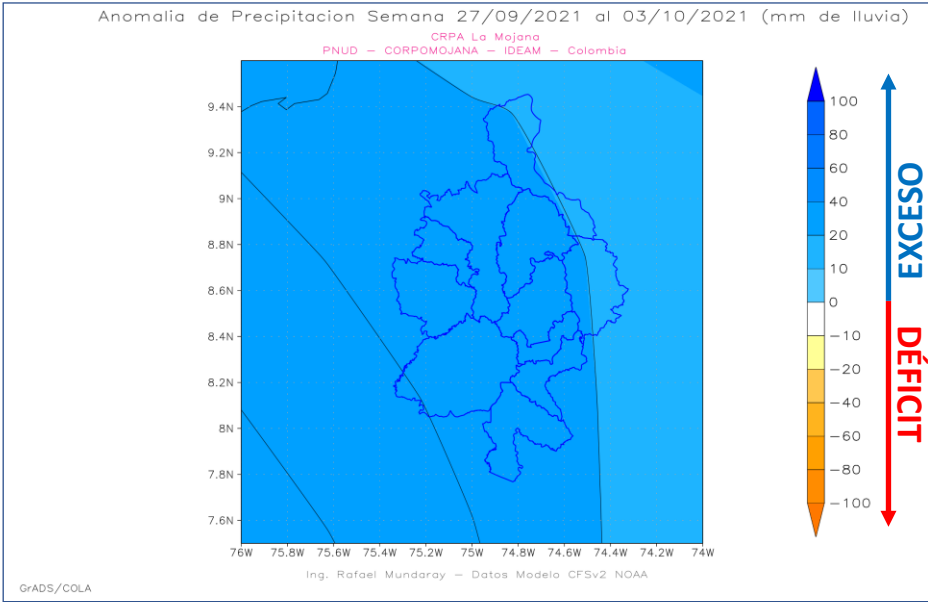 Anomalia de Precipitacion Semana 27/09/2021 al 03/10/2021 (mm de lluvia)
CRPA La Mojana
PNUD – CORPOMOJANA – IDEAM – Colombia
9.4N
9.2N
9N
8.8N
8.6N
8.4N
8.2N
8N
7.8N
7.6N
76W 75.8W 75.6W 75.4W 75.2W 75W 74.8W 74.6W 74.4W 74.2W 74W
100
80
60
40
20
10
0
−10
−20
−40
−60
−80
−100
EXCESO
DÉFICIT
Ing. Rafael Mundaray – Datos Modelo CFSv2 NOAA
GrADS/COLA